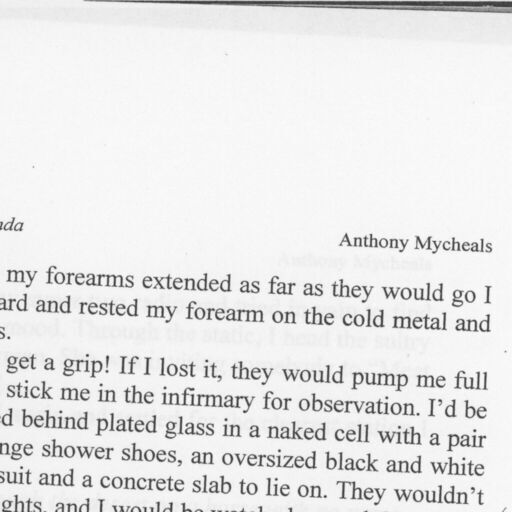 nda
Anthony Mycheals
my forearms extended as far as they would go I
ard and rested my forearm on the cold metal and
s.
get a grip! If I lost it, they would pump me full
stick me in the infirmary for observation. I'd be
d behind plated glass in a naked cell with a pair
nge shower shoes, an oversized black and white
suit and a concrete slab to lie on. They wouldn't
ghts, and I would be